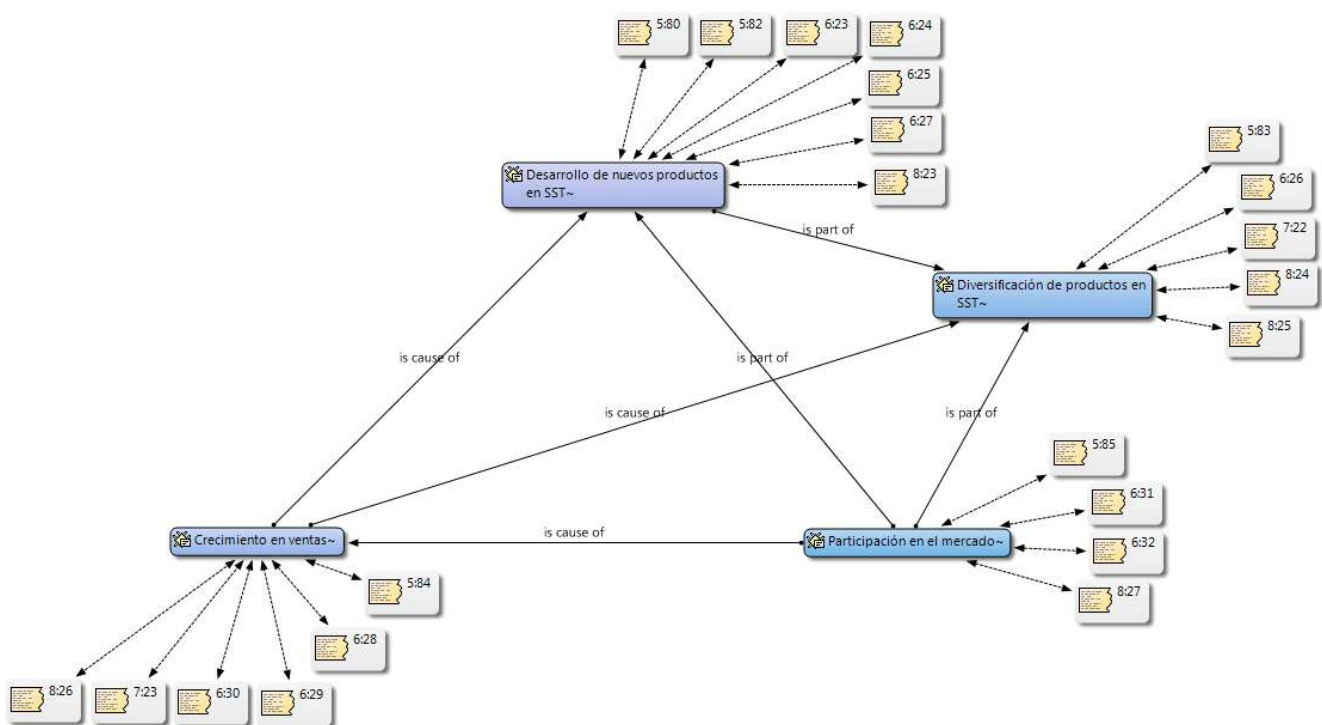 5:80
5:82
6:23
6:24
6:25
6:27
8:23
Desarrollo de nuevos productos
en SST~
5:83
6:26
7:22
8:24
8:25
is part of
Diversificación de productos en
SST~
is cause of
is part of
is cause of
is part of
5:85
6:31
6:32
8:27
Crecimiento en ventas~
is cause of
Participación en el mercado~
5:84
6:28
8:26
7:23
6:30
6:29